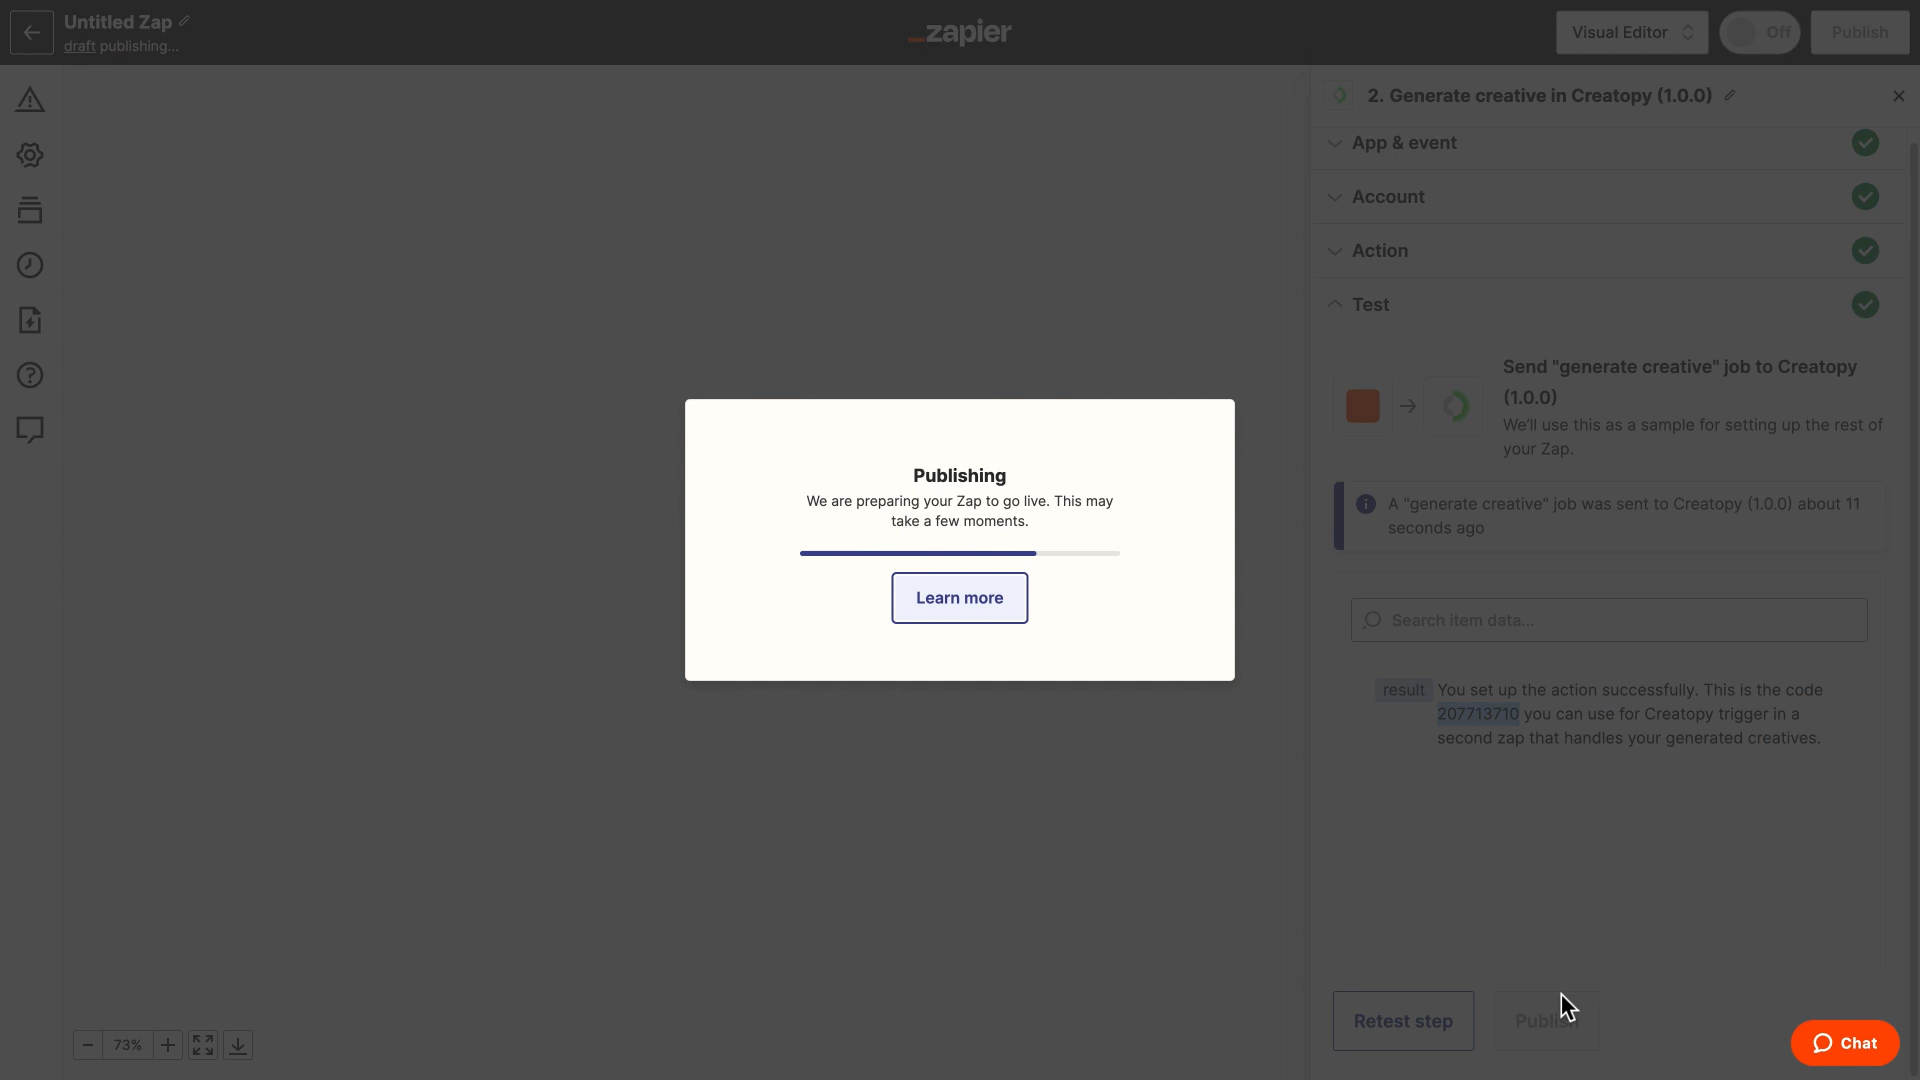 Untitled Zap
draft publishing...
zapier
Visual Editor
Off
Publish
2. Generate creative in Creatopy (1.0.0)
App & event
Account
Action
Test
Send "generate creative" job to Creatopy
(1.0.0)
We'll use this as a sample for setting up the rest of
your Zap.
A "generate creative" job was sent to Creatopy (1.0.0) about 11
seconds ago
Search item data...
result You set up the action successfully. This is the code
207713710 you can use for Creatopy trigger in a
second zap that handles your generated creatives.
Publishing
We are preparing your Zap to go live. This may
take a few moments.
Learn more
Retest step
Publish
73%
Chat